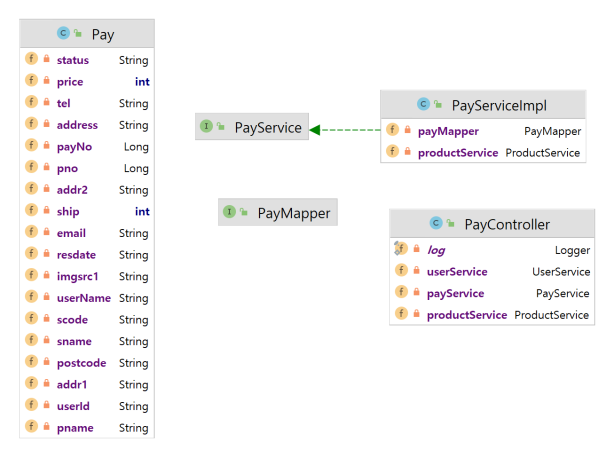 Pay
status String
price int
tel String
address String
payNo Long
pno Long
addr2 String
ship int
email String
resdate String
imgsrc1 String
userName String
scode String
sname String
postcode String
addr1 String
userId String
pname String
PayService
PayMapper
PayServiceImpl
payMapper PayMapper
productService ProductService
PayController
log Logger
userService UserService
payService PayService
productService ProductService